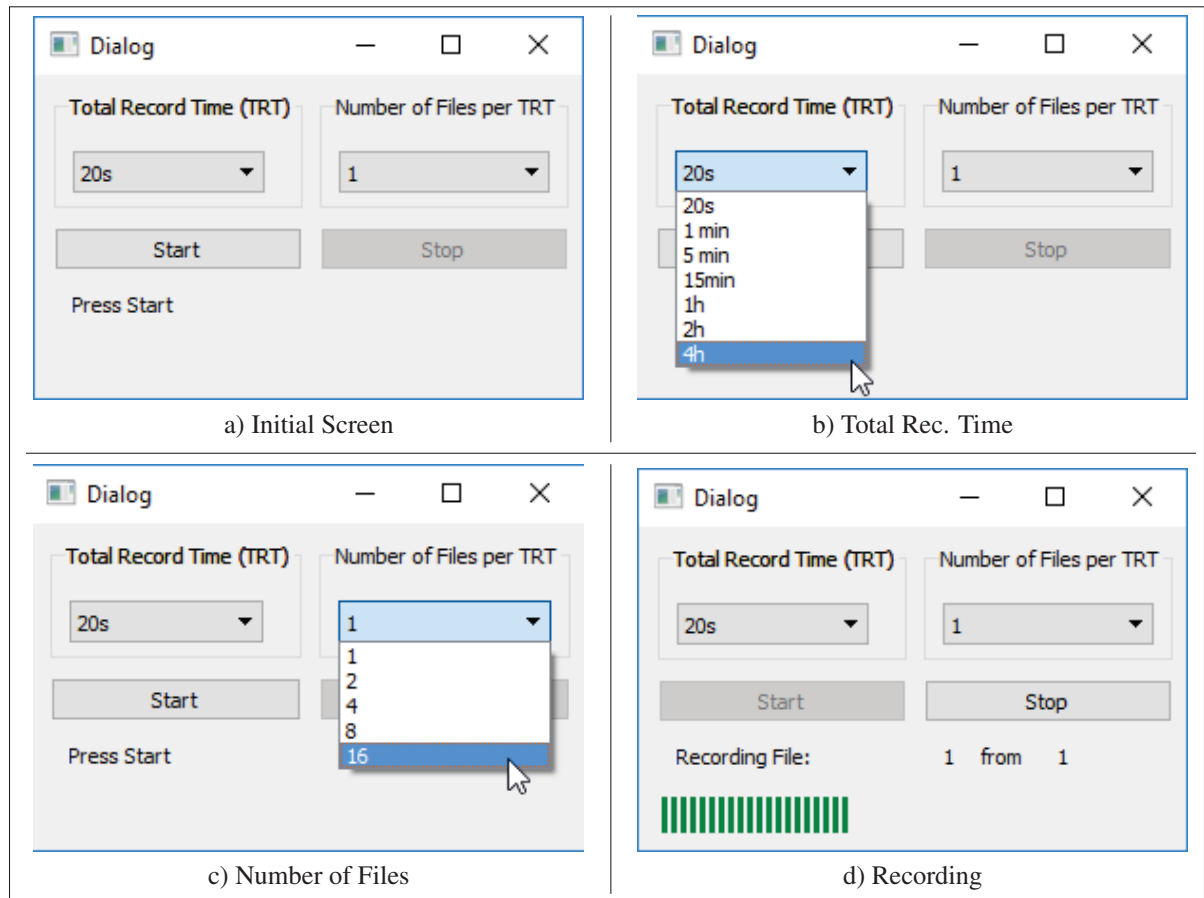 Dialog
Total Record Time (TRT)
Number of Files per TRT
20s
1
Start
Stop
Press Start
a) Initial Screen
Dialog
Total Record Time (TRT)
Number of Files per TRT
20s
1
20s
1 min
5 min
15min
1h
2h
4h
Stop
b) Total Rec. Time
Dialog
Total Record Time (TRT)
Number of Files per TRT
20s
1
1
2
4
8
16
Start
Press Start
c) Number of Files
Dialog
Total Record Time (TRT)
Number of Files per TRT
20s
1
Start
Stop
Recording File: 1 from 1
d) Recording